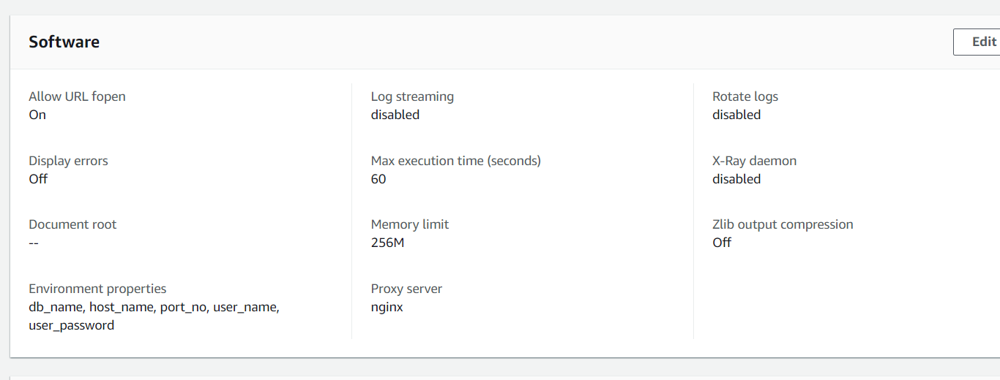 Software
Edit
Allow URL fopen
On
Display errors
Off
Document root
--
Environment properties
db_name, host_name, port_no, user_name,
user_password
Log streaming
disabled
Max execution time (seconds)
60
Memory limit
256M
Proxy server
nginx
Rotate logs
disabled
X-Ray daemon
disabled
Zlib output compression
Off